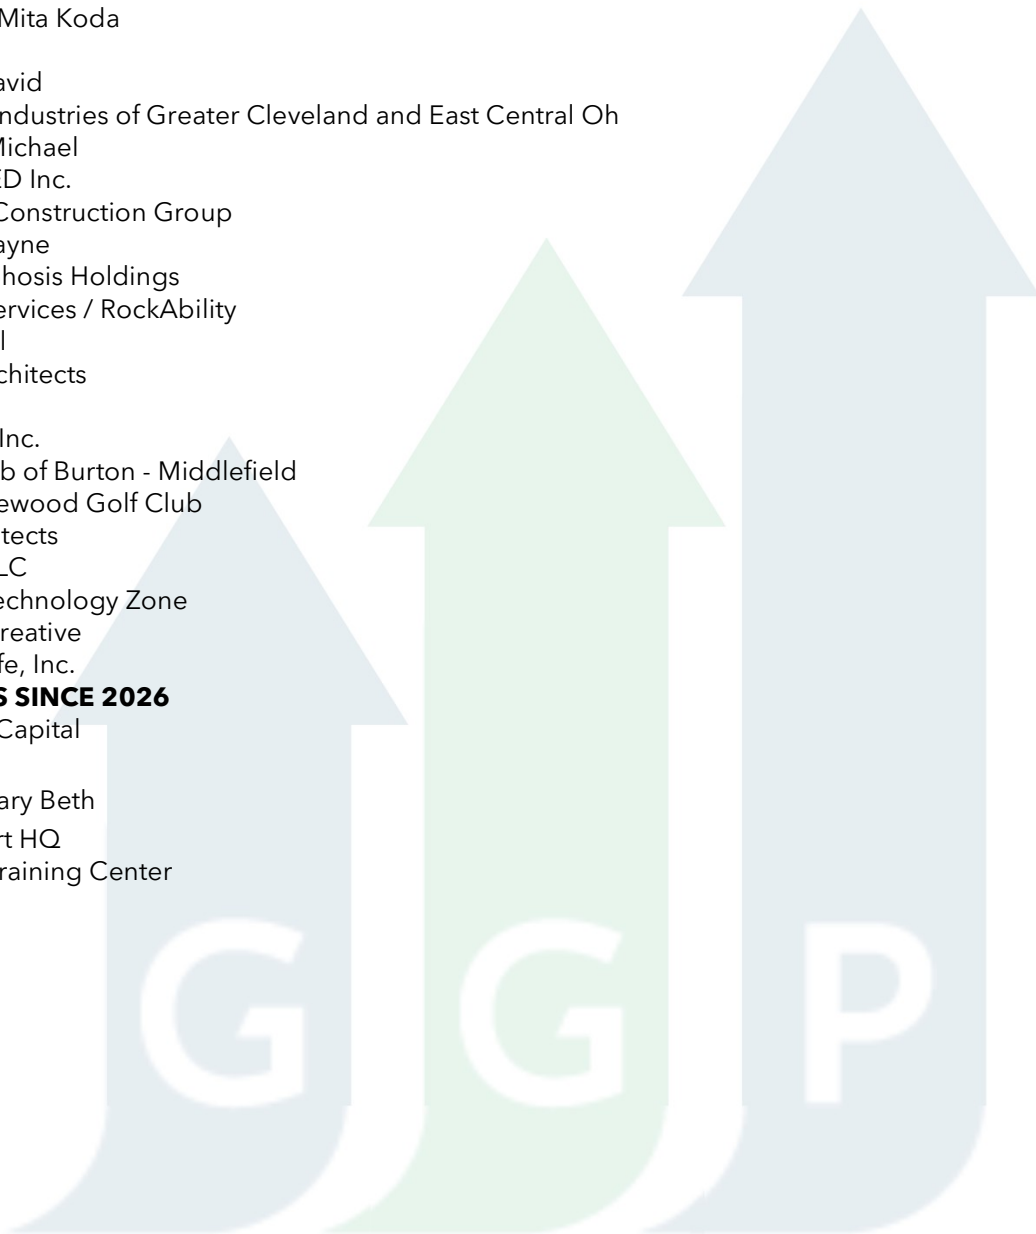 Mita Koda
avid
ndustries of Greater Cleveland and East Central Oh
Michael
ED Inc.
Construction Group
ayne
hosis Holdings
ervices / RockAbility
l
chitects
Inc.
b of Burton - Middlefield
ewood Golf Club
tects
LC
echnology Zone
reative
fe, Inc.
S SINCE 2026
Capital
ary Beth
rt HQ
raining Center
G G P